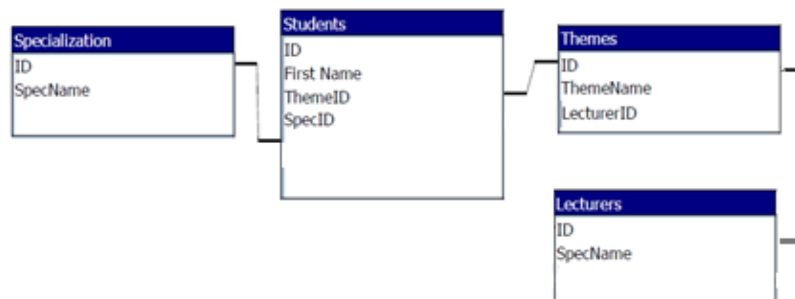 Specialization
ID
SpecName
Students
ID
First Name
ThemeID
SpecID
Themes
ID
ThemeName
LecturerID
Lecturers
ID
SpecName